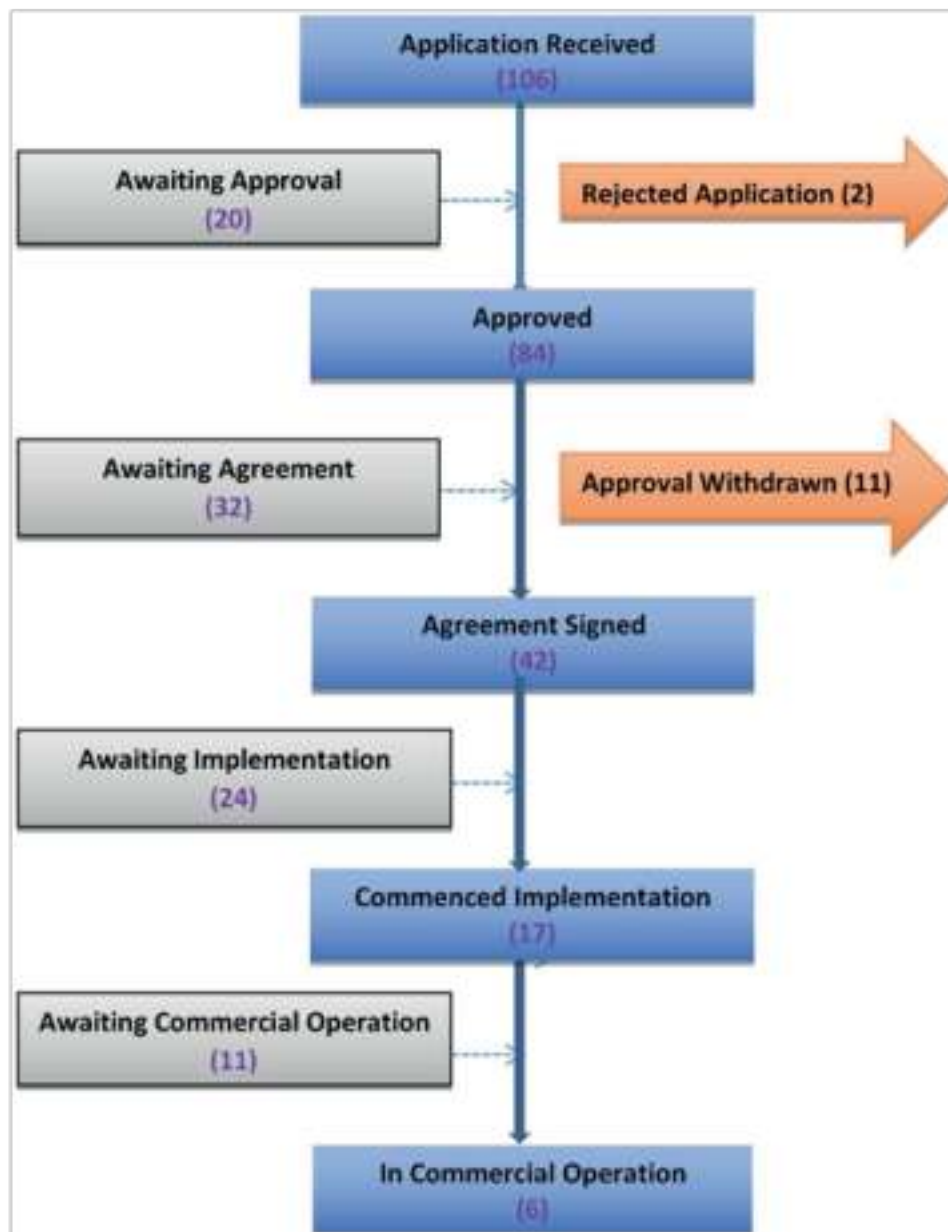 Application Received
(106)
Awaiting Approval
(20)
Rejected Application (2)
Approved
(84)
Awaiting Agreement
(32)
Approval Withdrawn (11)
Agreement Signed
(42)
Awaiting Implementation
(24)
Commenced Implementation
(17)
Awaiting Commercial Operation
(11)
In Commercial Operation
(6)